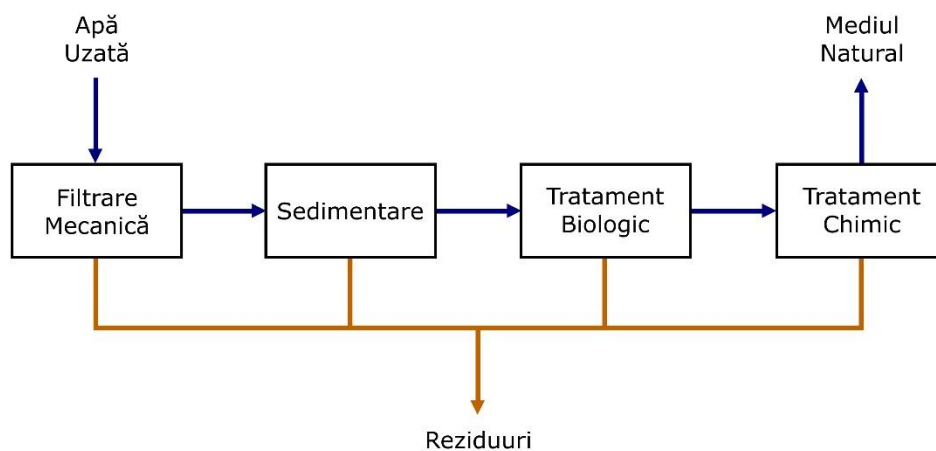 Apă
Uzată
Mediul
Natural
Filtrare
Mecanică
Sedimentare
Tratament
Biologic
Tratament
Chimic
Reziduuri